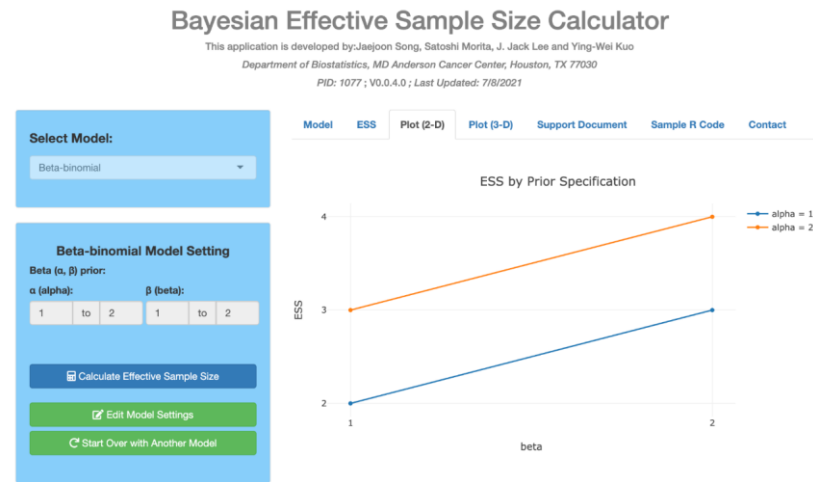 Bayesian Effective Sample Size Calculator
This application is developed by:Jaejoon Song, Satoshi Morita, J. Jack Lee and Ying-Wei Kuo
Department of Biostatistics, MD Anderson Cancer Center, Houston, TX 77030
PID: 1077 ; V0.0.4.0 ; Last Updated: 7/8/2021
Select Model:
Beta-binomial
Beta-binomial Model Setting
Beta (α, β) prior:
α (alpha): β (beta):
1 to 2 1 to 2
Calculate Effective Sample Size
Edit Model Settings
Start Over with Another Model
Model ESS Plot (2-D) Plot (3-D) Support Document Sample R Code Contact
ESS by Prior Specification
alpha = 1
alpha = 2
4
3
2
ESS
1 2
beta